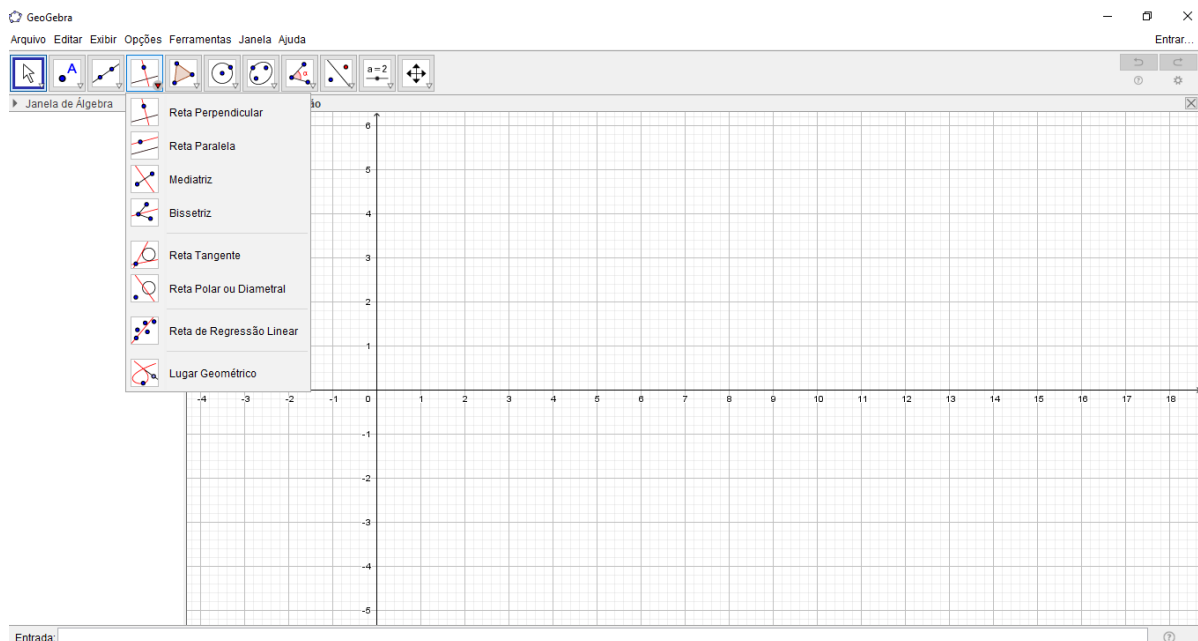 GeoGebra
Arquivo Editar Exibir Opções Ferramentas Janela Ajuda
Entrar...
A
α
a=2
Janela de Álgebra
ão
Reta Perpendicular
Reta Paralela
Mediatriz
Bissetriz
Reta Tangente
Reta Polar ou Diametral
Reta de Regressão Linear
Lugar Geométrico
6
5
4
3
2
1
-4 -3 -2 -1 0 1 2 3 4 5 6 7 8 9 10 11 12 13 14 15 16 17 18
-1
-2
-3
-4
-5
Entrada: